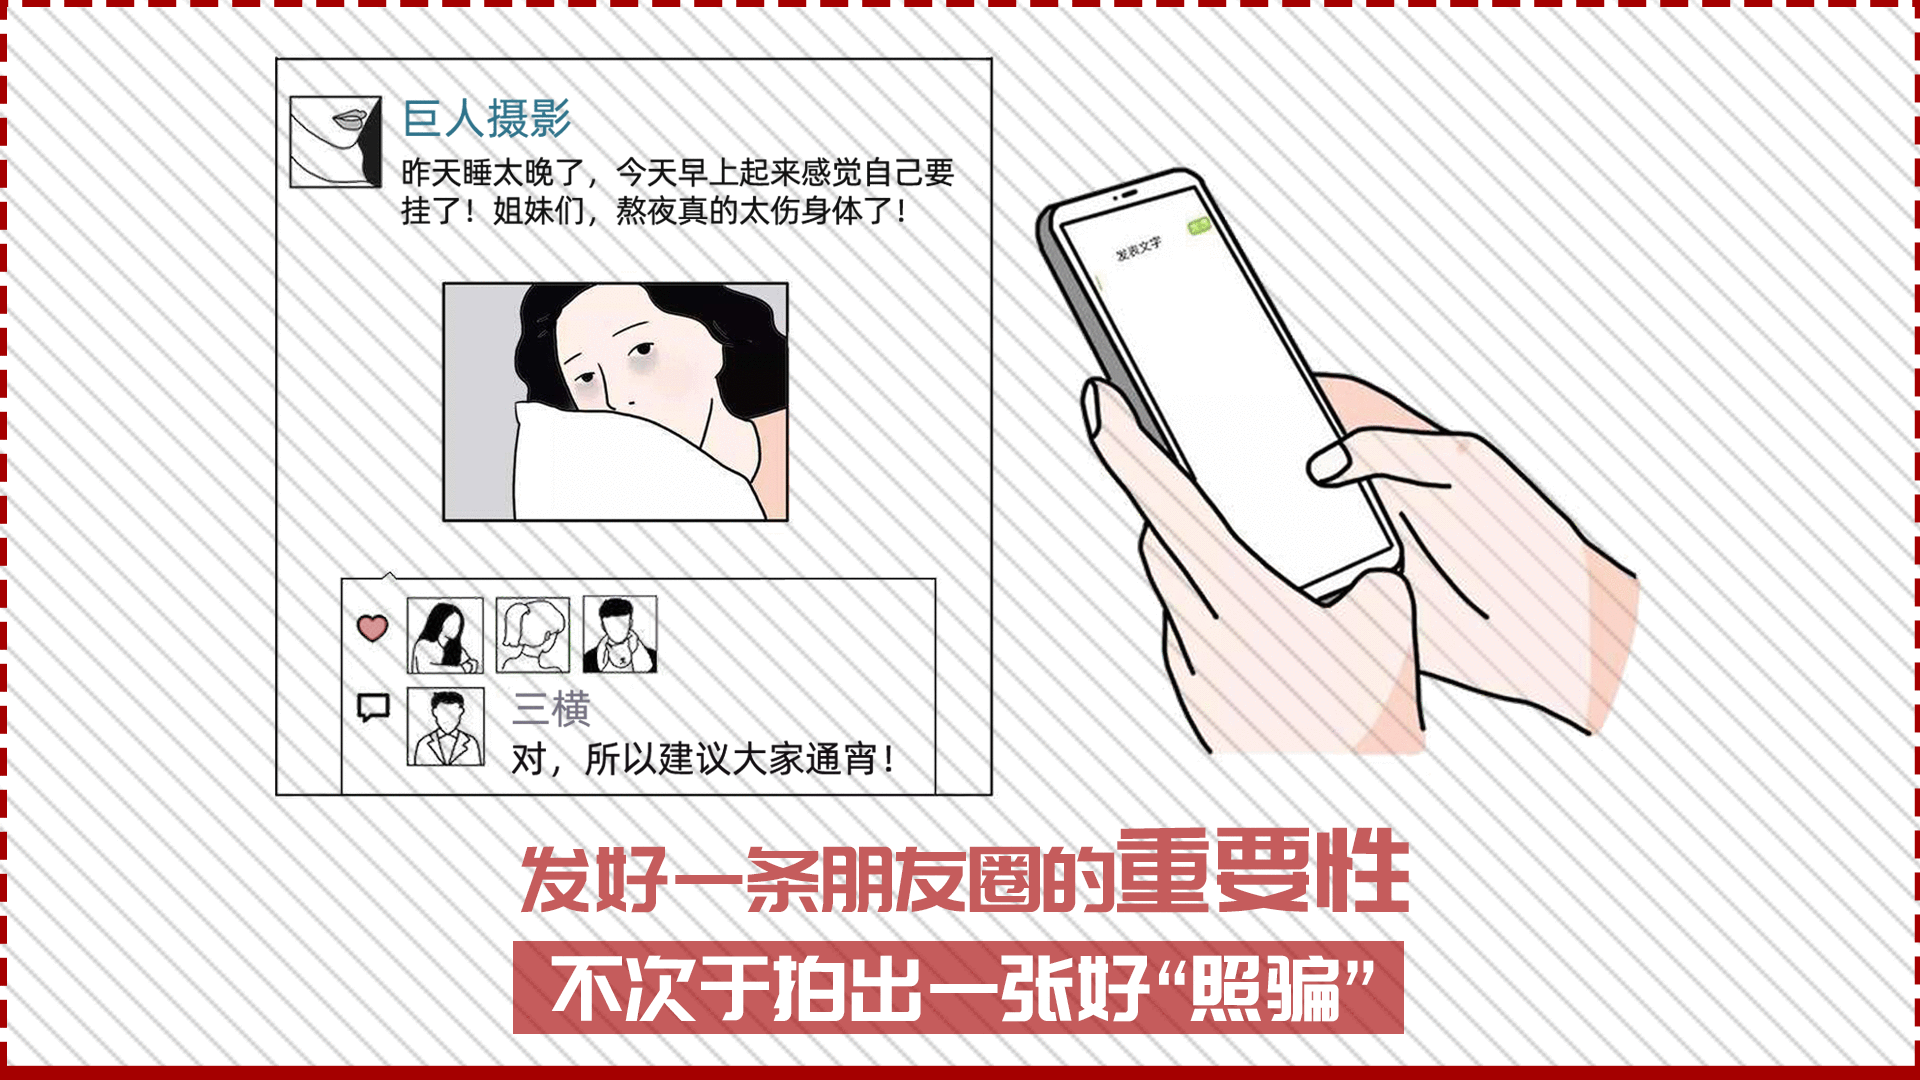 巨人摄影
昨天睡太晚了，今天早上起来感觉自己要
挂了！姐妹们，熬夜真的太伤身体了！
发表文字
三横
对，所以建议大家通宵！
发好一条朋友圈的重要性
不次于拍出一张好“照骗”